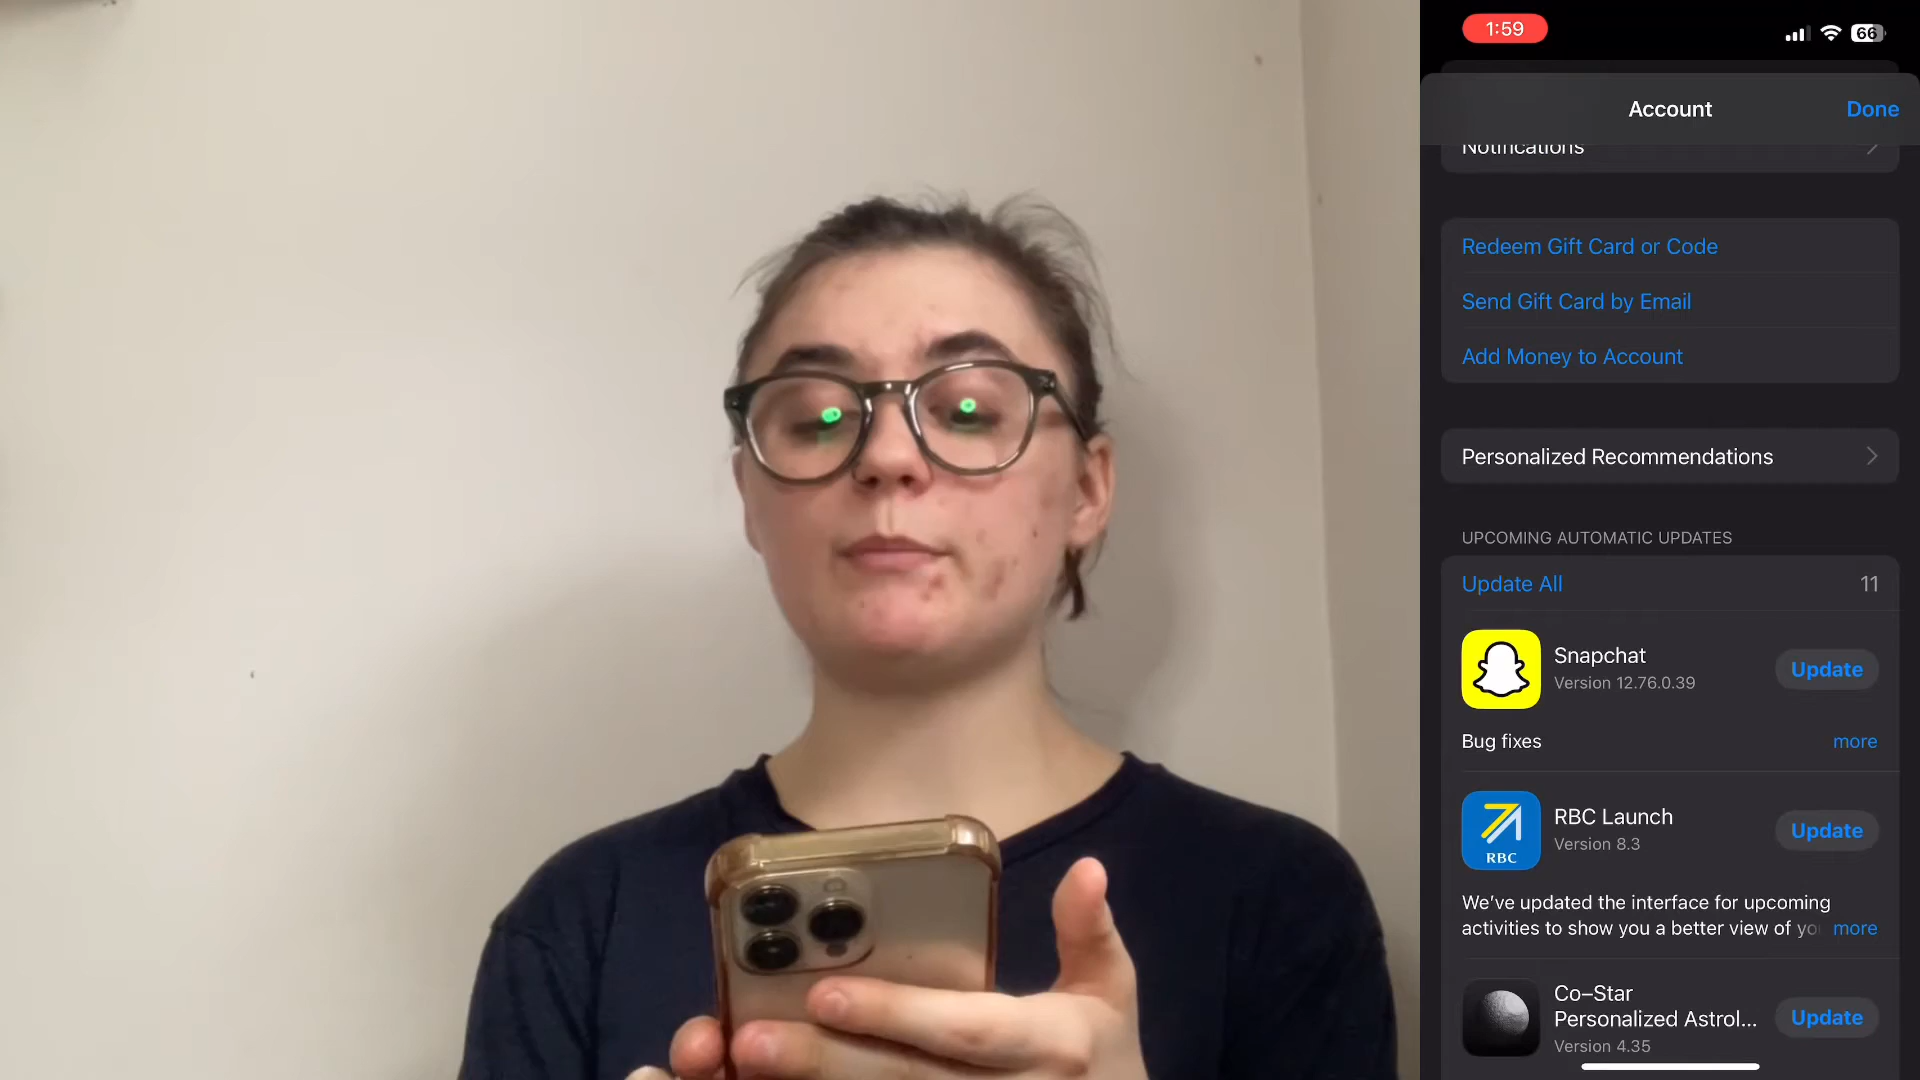 1:59
66
Account
Done
Notifications
Redeem Gift Card or Code
Send Gift Card by Email
Add Money to Account
Personalized Recommendations
UPCOMING AUTOMATIC UPDATES
Update All
11
Snapchat
Version 12.76.0.39
Update
Bug fixes
more
RBC
RBC Launch
Version 8.3
Update
We've updated the interface for upcoming
activities to show you a better view of
more
Co–Star
Personalized Astrol...
Version 4.35
Update